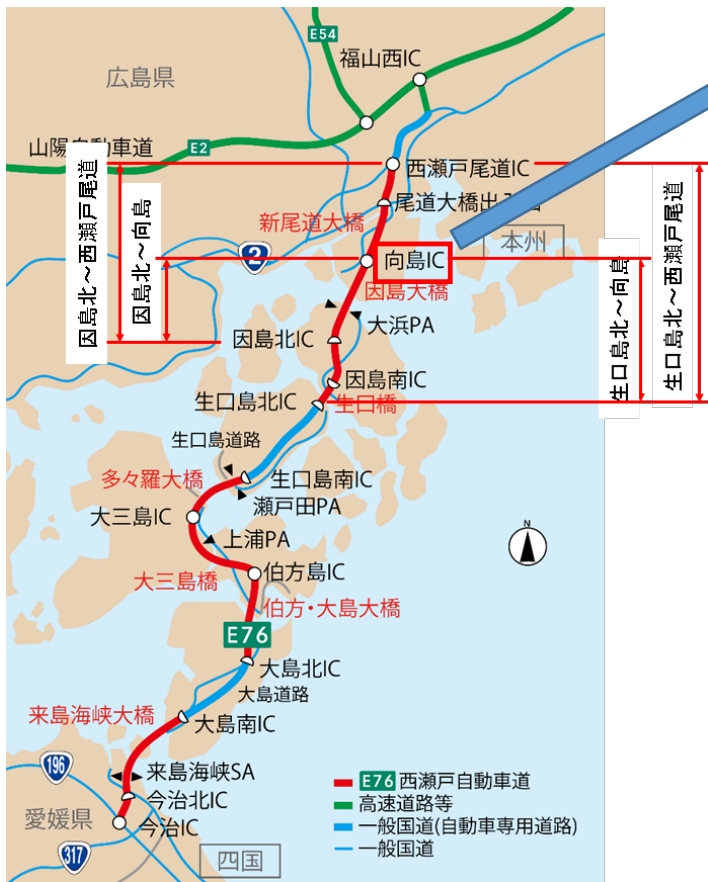 E54
福山西IC
広島県
山陽自動車道
E2
西瀬戸尾道IC
尾道大橋出入口
新尾道大橋
本州
2
向島IC
因島大橋
大浜PA
因島北IC
因島北～西瀬戸尾道
因島北～向島
生口島北～向島
生口島北～西瀬戸尾道
因島南IC
生口島北IC
生口橋
生口島道路
多々羅大橋
生口島南IC
瀬戸田PA
大三島IC
上浦PA
N
大三島橋
伯方島IC
伯方・大島大橋
E76
大島北IC
大島道路
来島海峡大橋
大島南IC
196
来島海峡SA
今治北IC
愛媛県
今治IC
317
四国
E76 西瀬戸自動車道
高速道路等
一般国道(自動車専用道路)
一般国道